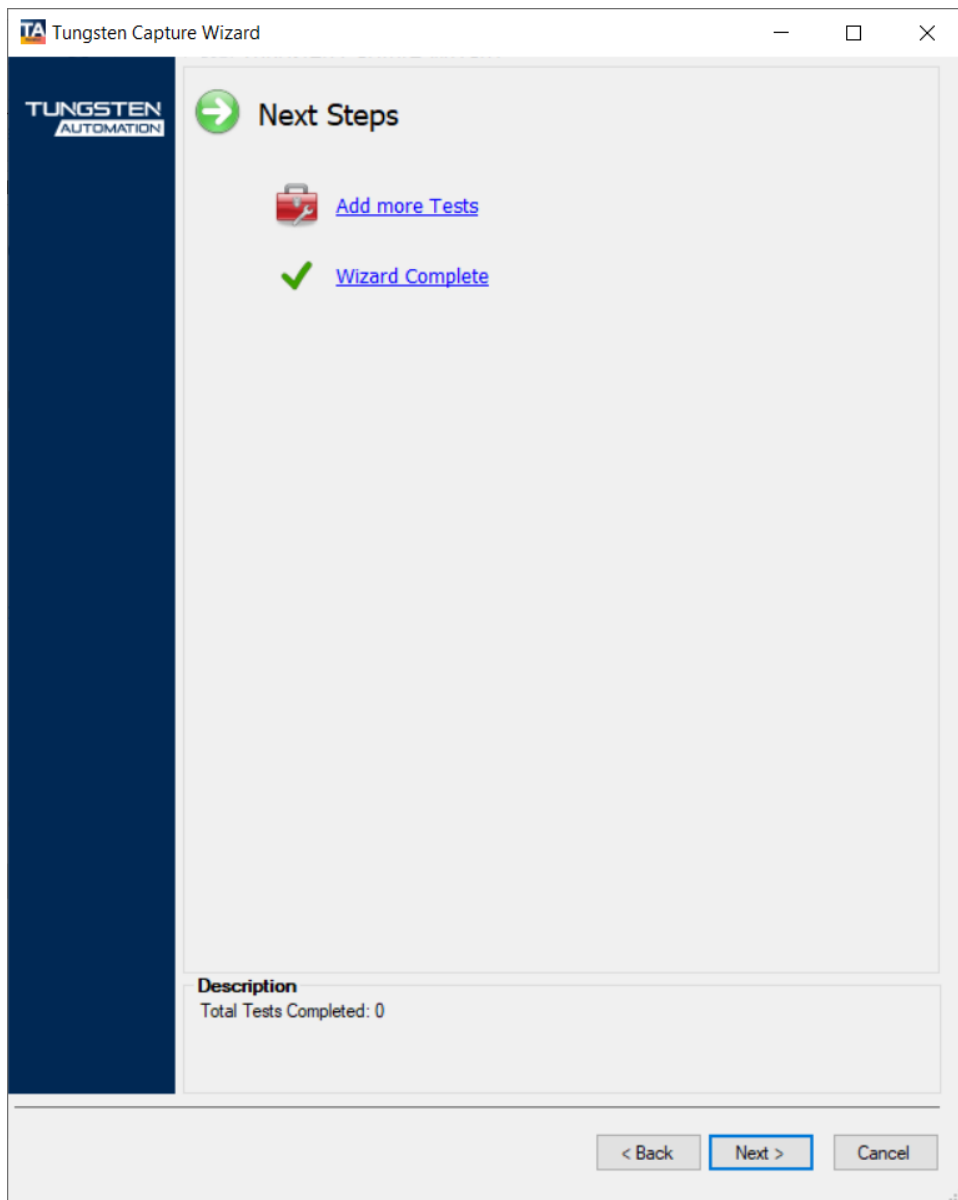 TA
Tungsten Capture Wizard
TUNGSTEN
AUTOMATION
Next Steps
Add more Tests
Wizard Complete
Description
Total Tests Completed: 0
< Back
Next >
Cancel